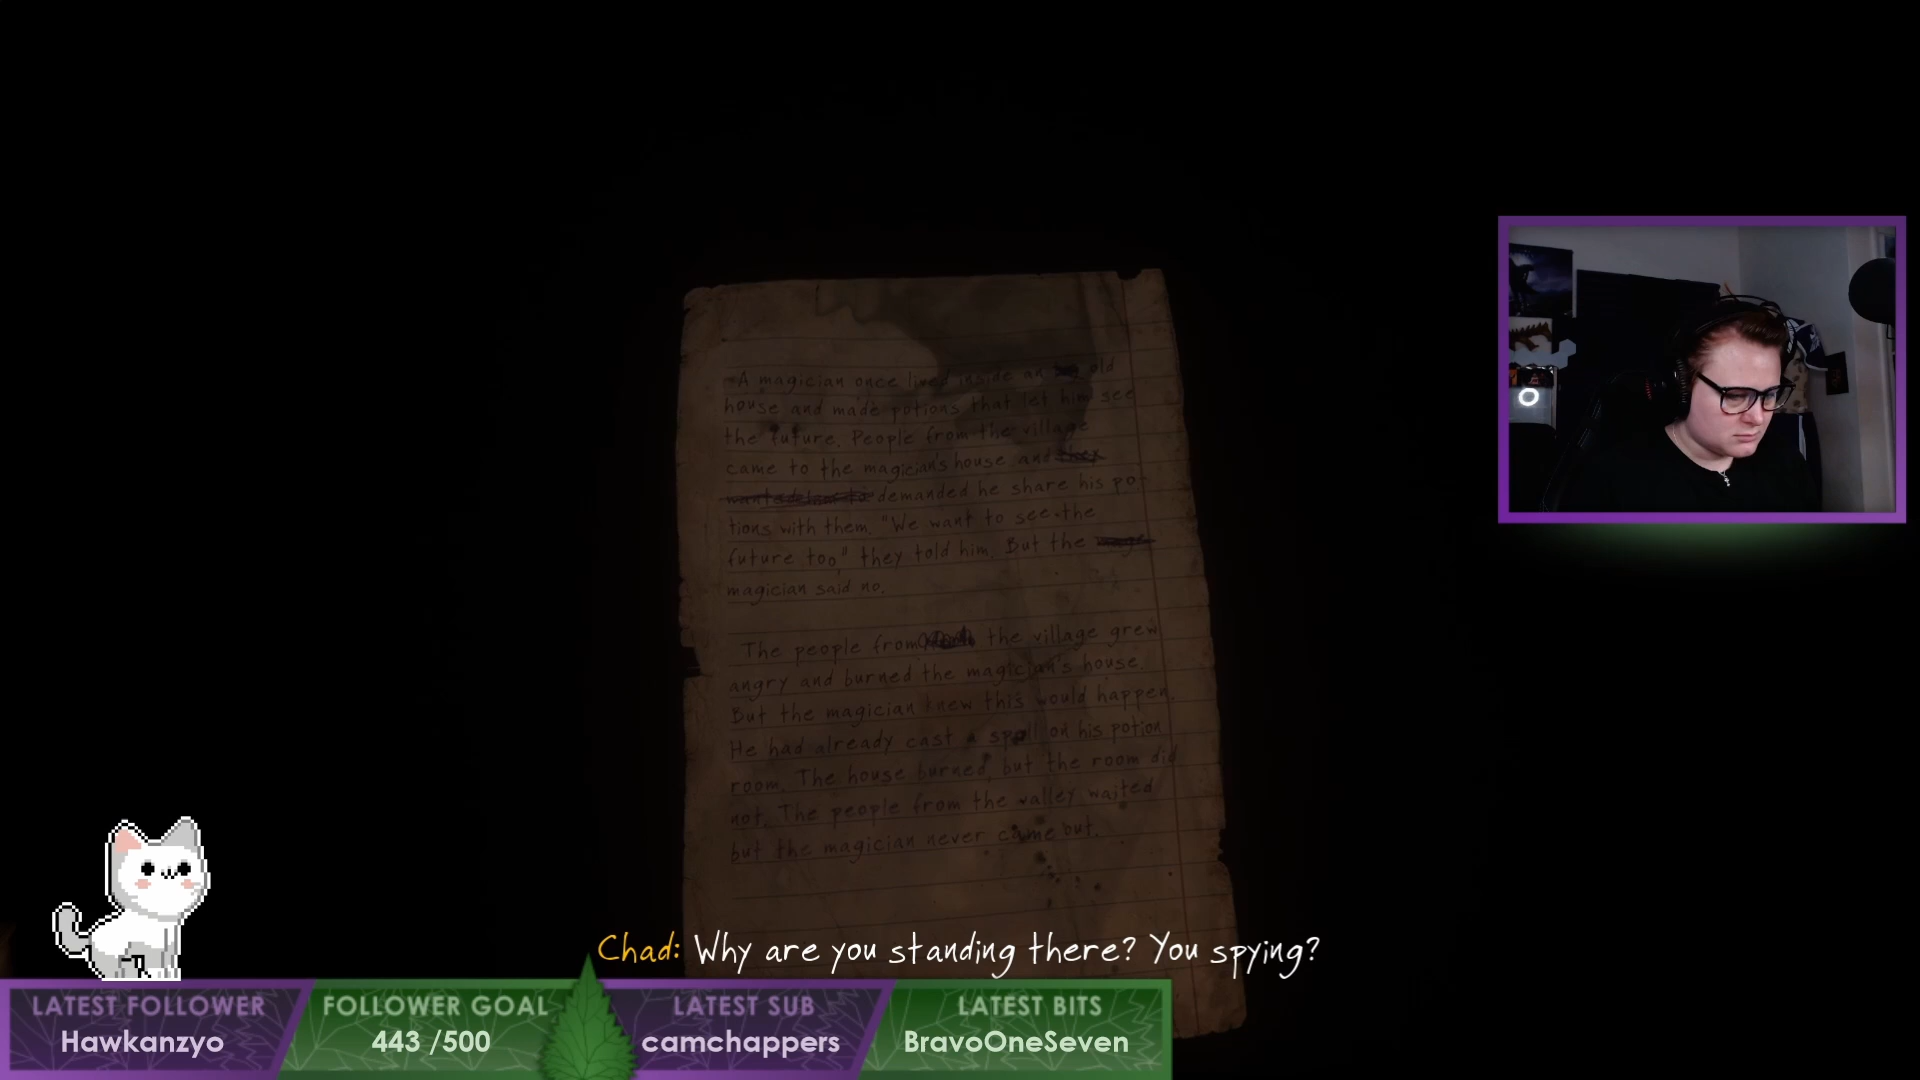 A magician once lived inside an old
house and made potions that let him see
the future. People from the village
came to the magician's house and they
demanded he share his po-
tions with them. "We want to see the
future too," they told him. But the
magician said no.
The people from the village grew
angry and burned the magician's house.
But the magician knew this would happen.
He had already cast a spell on his potion
room. The house burned, but the room did
not. The people from the valley waited
but the magician never came but.
Chad: Why are you standing there? You spying?
LATEST FOLLOWER
Hawkanzyo
FOLLOWER GOAL
443 /500
LATEST SUB
camchappers
LATEST BITS
BravoOneSeven